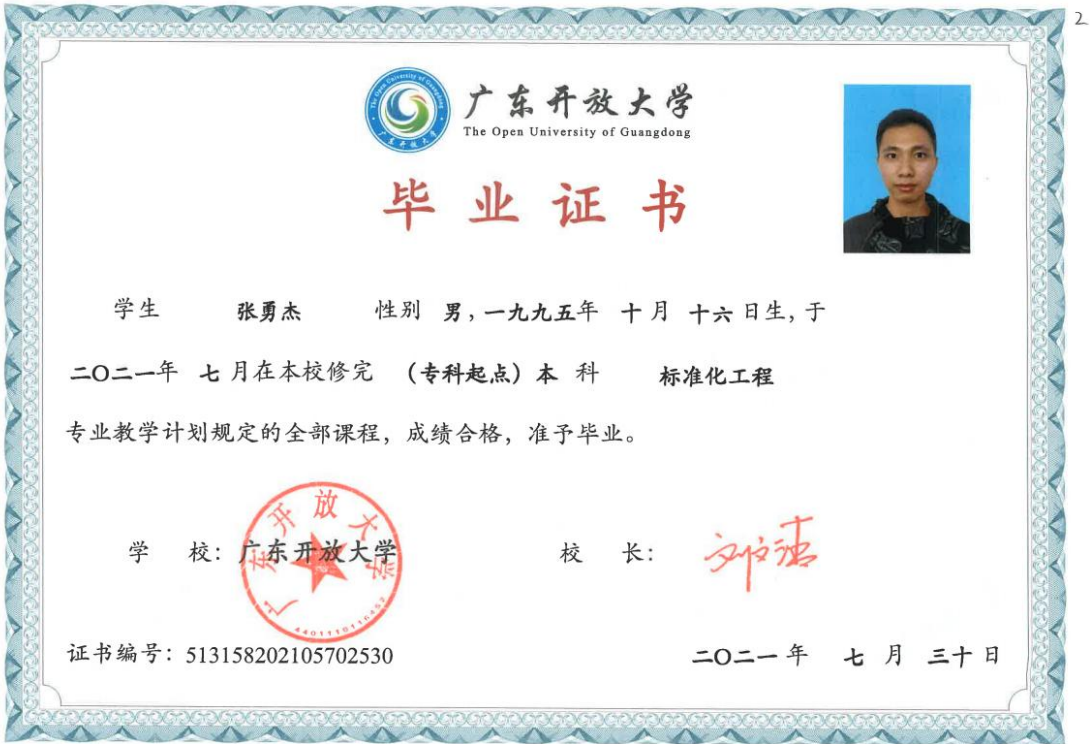 2
广东开放大学
The Open University of Guangdong
毕业证书
学生 张勇杰 性别 男,一九九五年 十月 十六日生,于
二〇二一年 七月在本校修完 (专科起点)本科 标准化工程
专业教学计划规定的全部课程,成绩合格,准予毕业。
学 校:广东开放大学
校 长:
广东开放大学
证书编号:513158202105702530
二〇二一年 七月 三十日